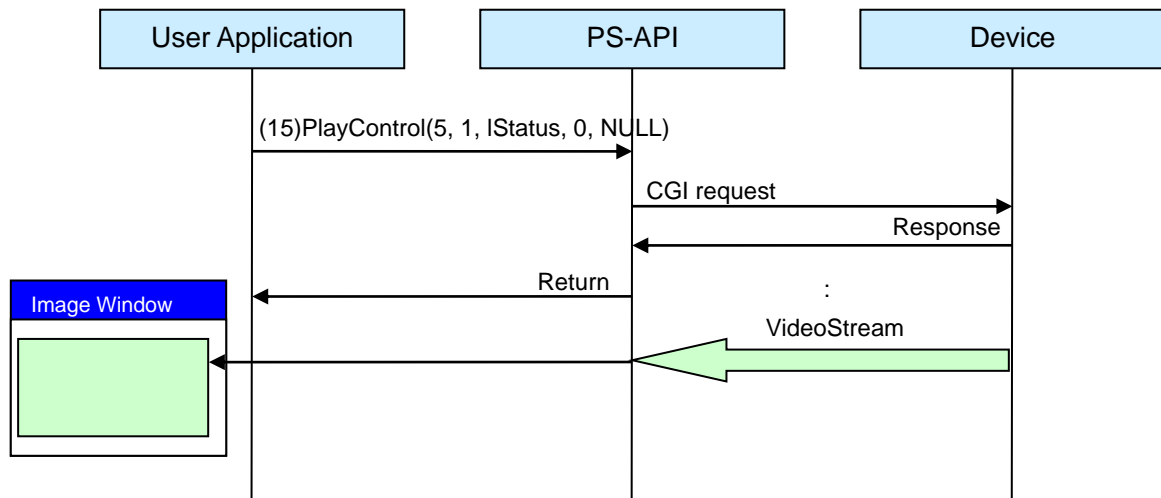 User Application
PS-API
Device
(15)PlayControl(5, 1, lStatus, 0, NULL)
CGI request
Response
Return
:
Image Window
VideoStream